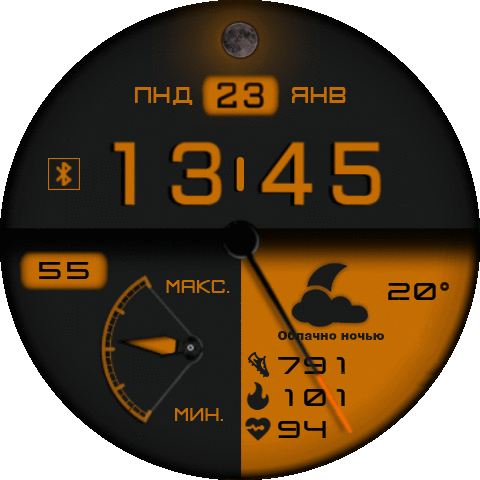 ПНД 23 ЯНВ
13 45
55
МАКС.
МИН.
20°
Облачно ночью
791
101
94